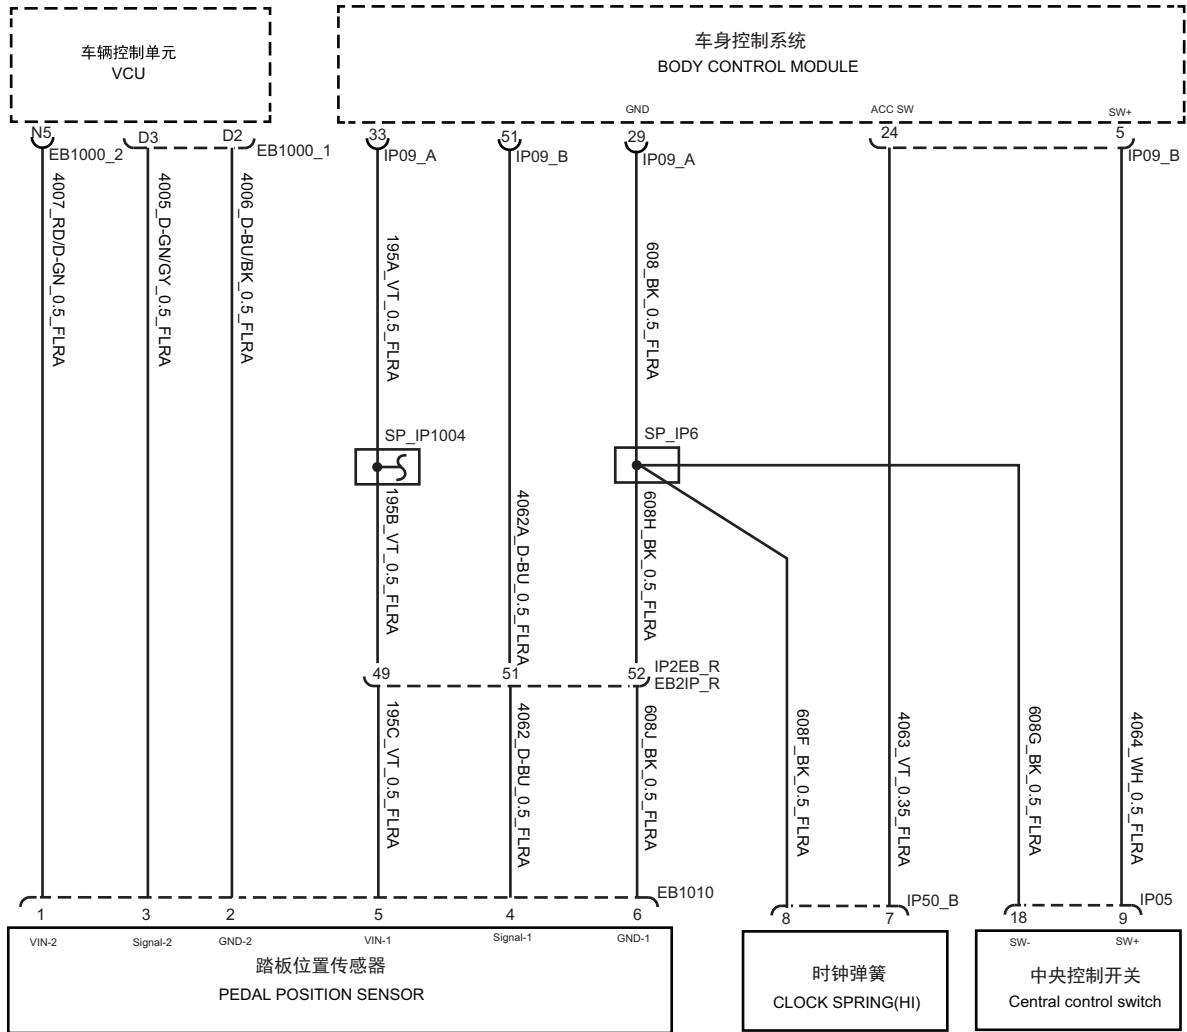 车辆控制单元
VCU
车身控制系统
BODY CONTROL MODULE
GND
ACC SW
SW+
N5
D3
D2
33
51
29
24
5
EB1000_2
EB1000_1
IP09_A
IP09_B
IP09_A
IP09_B
4007_RD/D-GN_0.5_FLRA
4005_D-GN/GY_0.5_FLRA
4006_D-BU/BK_0.5_FLRA
195A_VT_0.5_FLRA
608_BK_0.5_FLRA
SP_IP1004
SP_IP6
195B_VT_0.5_FLRA
4062A_D-BU_0.5_FLRA
608H_BK_0.5_FLRA
49
51
52
IP2EB_R
EB2IP_R
195C_VT_0.5_FLRA
4062_D-BU_0.5_FLRA
608J_BK_0.5_FLRA
608F_BK_0.5_FLRA
4063_VT_0.35_FLRA
608G_BK_0.5_FLRA
4064_WH_0.5_FLRA
EB1010
IP50_B
IP05
1
3
2
5
4
6
8
7
18
9
VIN-2
Signal-2
GND-2
VIN-1
Signal-1
GND-1
SW-
SW+
踏板位置传感器
PEDAL POSITION SENSOR
时钟弹簧
CLOCK SPRING(HI)
中央控制开关
Central control switch